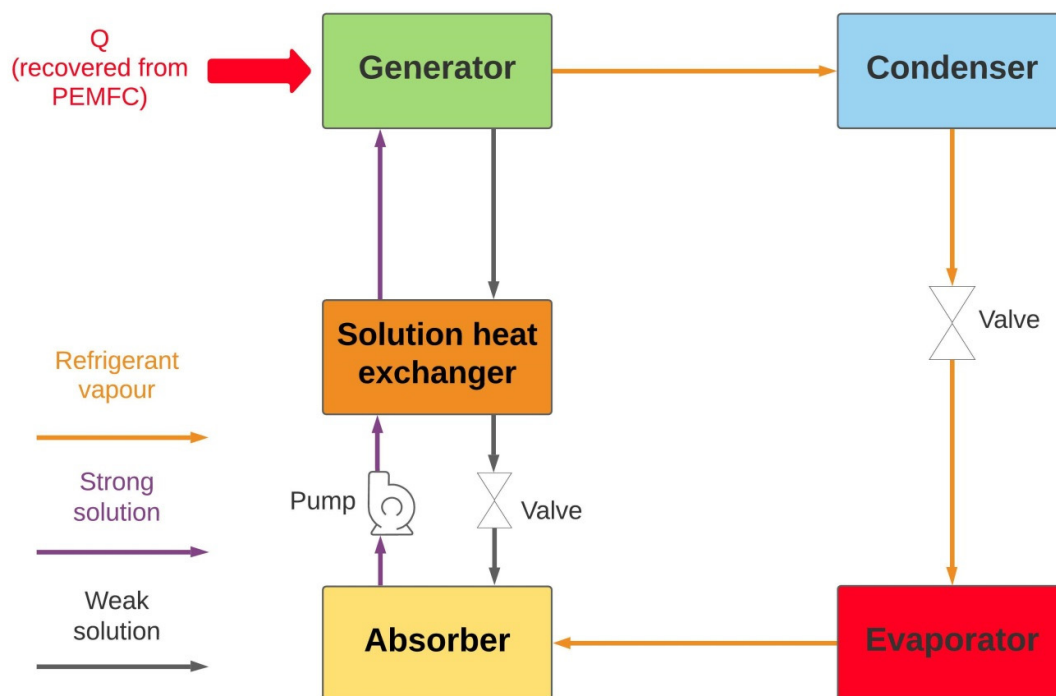 Q
(recovered from
PEMFC)
Generator
Condenser
Solution heat
exchanger
Valve
Refrigerant
vapour
Strong
solution
Pump
Valve
Weak
solution
Absorber
Evaporator